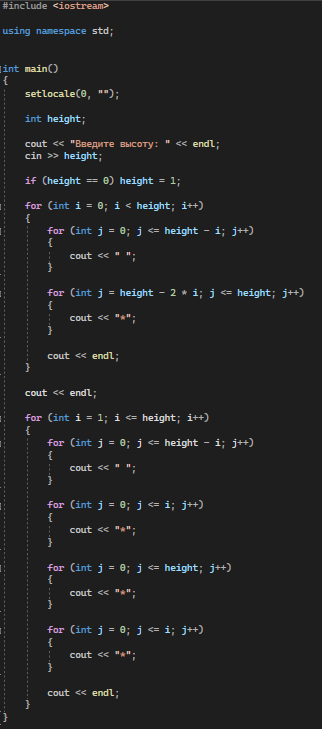 #include <iostream>
using namespace std;
int main()
{
setlocale(0, "");
int height;
cout << "Введите высоту: " << endl;
cin >> height;
if (height == 0) height = 1;
for (int i = 0; i < height; i++)
{
for (int j = 0; j <= height - i; j++)
{
cout << " ";
}
for (int j = height - 2 * i; j <= height; j++)
{
cout << "*";
}
cout << endl;
}
cout << endl;
for (int i = 1; i <= height; i++)
{
for (int j = 0; j <= height - i; j++)
{
cout << " ";
}
for (int j = 0; j <= i; j++)
{
cout << "*";
}
for (int j = 0; j <= height; j++)
{
cout << "*";
}
for (int j = 0; j <= i; j++)
{
cout << "*";
}
cout << endl;
}
}